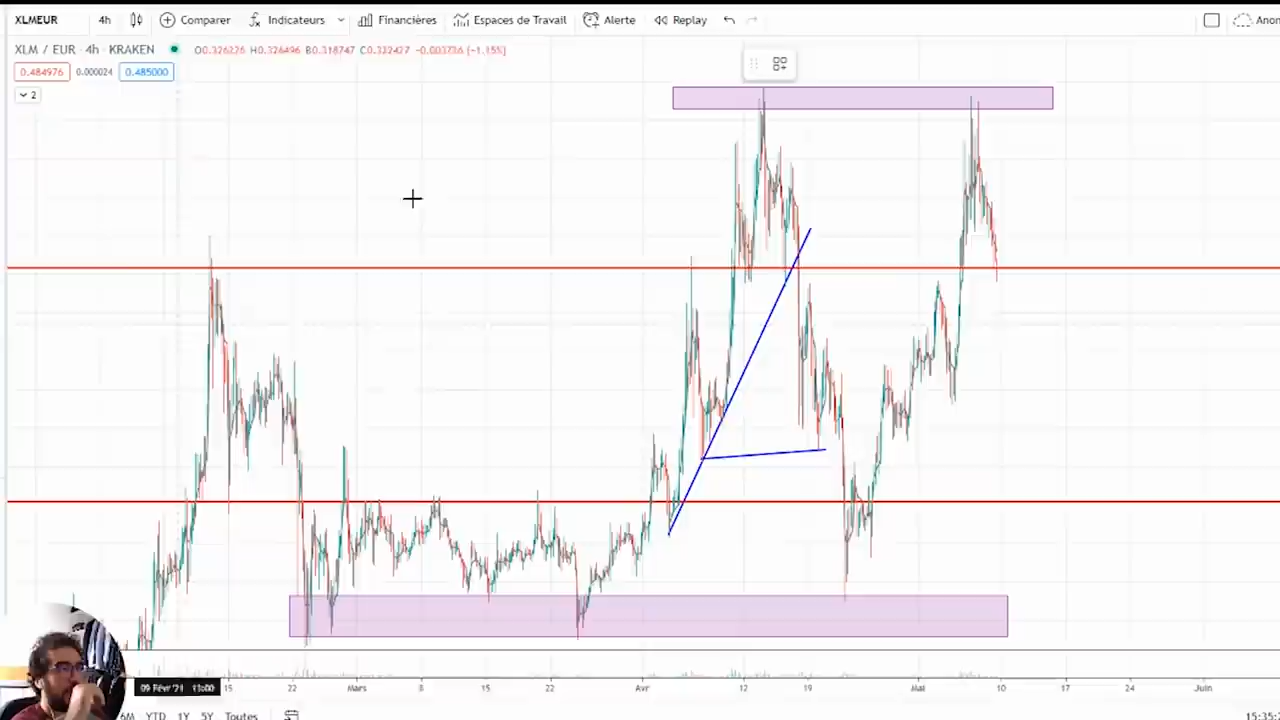 XLMEUR 4h Comparer Indicateurs Financières Espaces de Travail Alerte Replay Anon
XLM / EUR · 4h · KRAKEN O0.326226 H0.326496 B0.318747 C0.322427 −0.003736 (−1.15%)
0.484976 0.000024 0.485000
2
09 Févr '21 15 22 Mars 8 15 22 Avr 12 19 Mai 10 17 24 Juin
6M YTD 1Y 5Y Toutes 15:35: